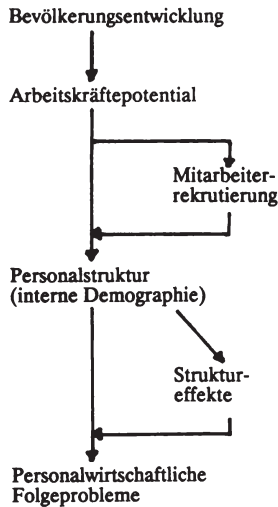 Bevölkerungsentwicklung
Arbeitskräftepotential
Mitarbeiter-
rekrutierung
Personalstruktur
(interne Demographie)
Struktur-
effekte
Personalwirtschaftliche
Folgeprobleme